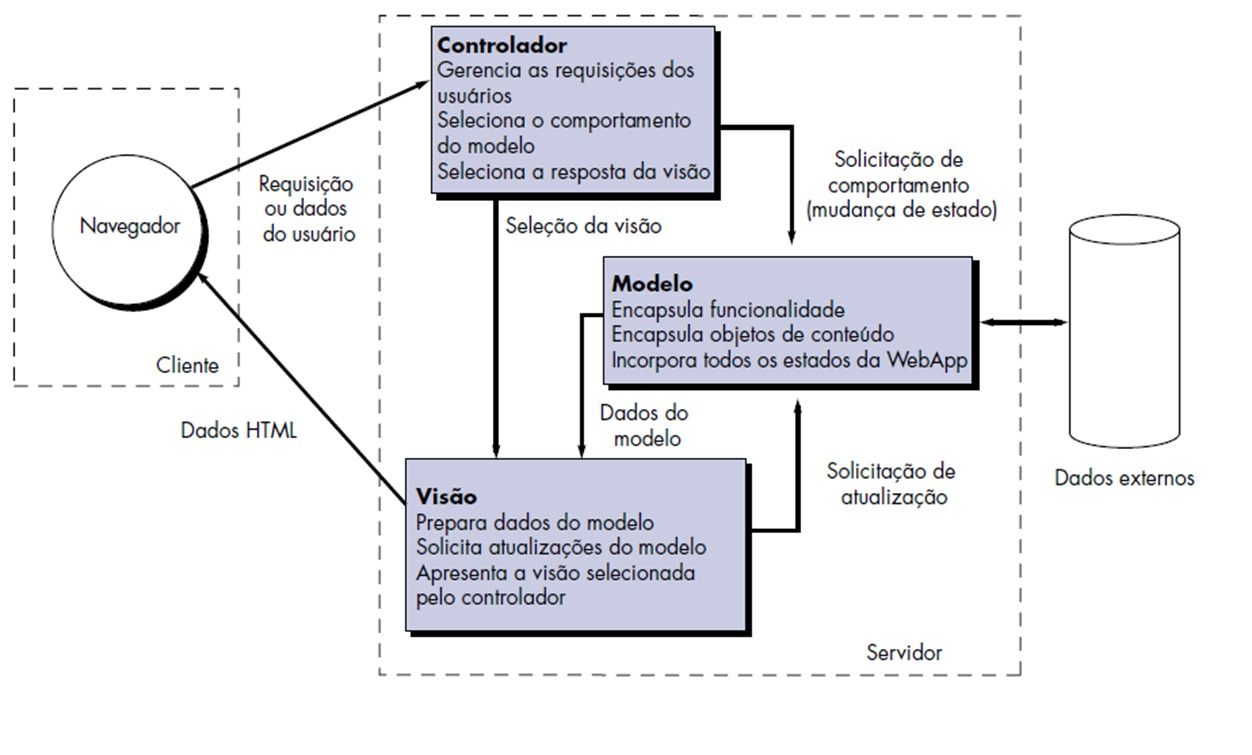 Controlador
Gerencia as requisições dos
usuários
Seleciona o comportamento
do modelo
Seleciona a resposta da visão
Navegador
Cliente
Requisição
ou dados
do usuário
Seleção da visão
Solicitação de
comportamento
(mudança de estado)
Modelo
Encapsula funcionalidade
Encapsula objetos de conteúdo
Incorpora todos os estados da WebApp
Dados do
modelo
Dados HTML
Visão
Prepara dados do modelo
Solicita atualizações do modelo
Apresenta a visão selecionada
pelo controlador
Solicitação de
atualização
Dados externos
Servidor